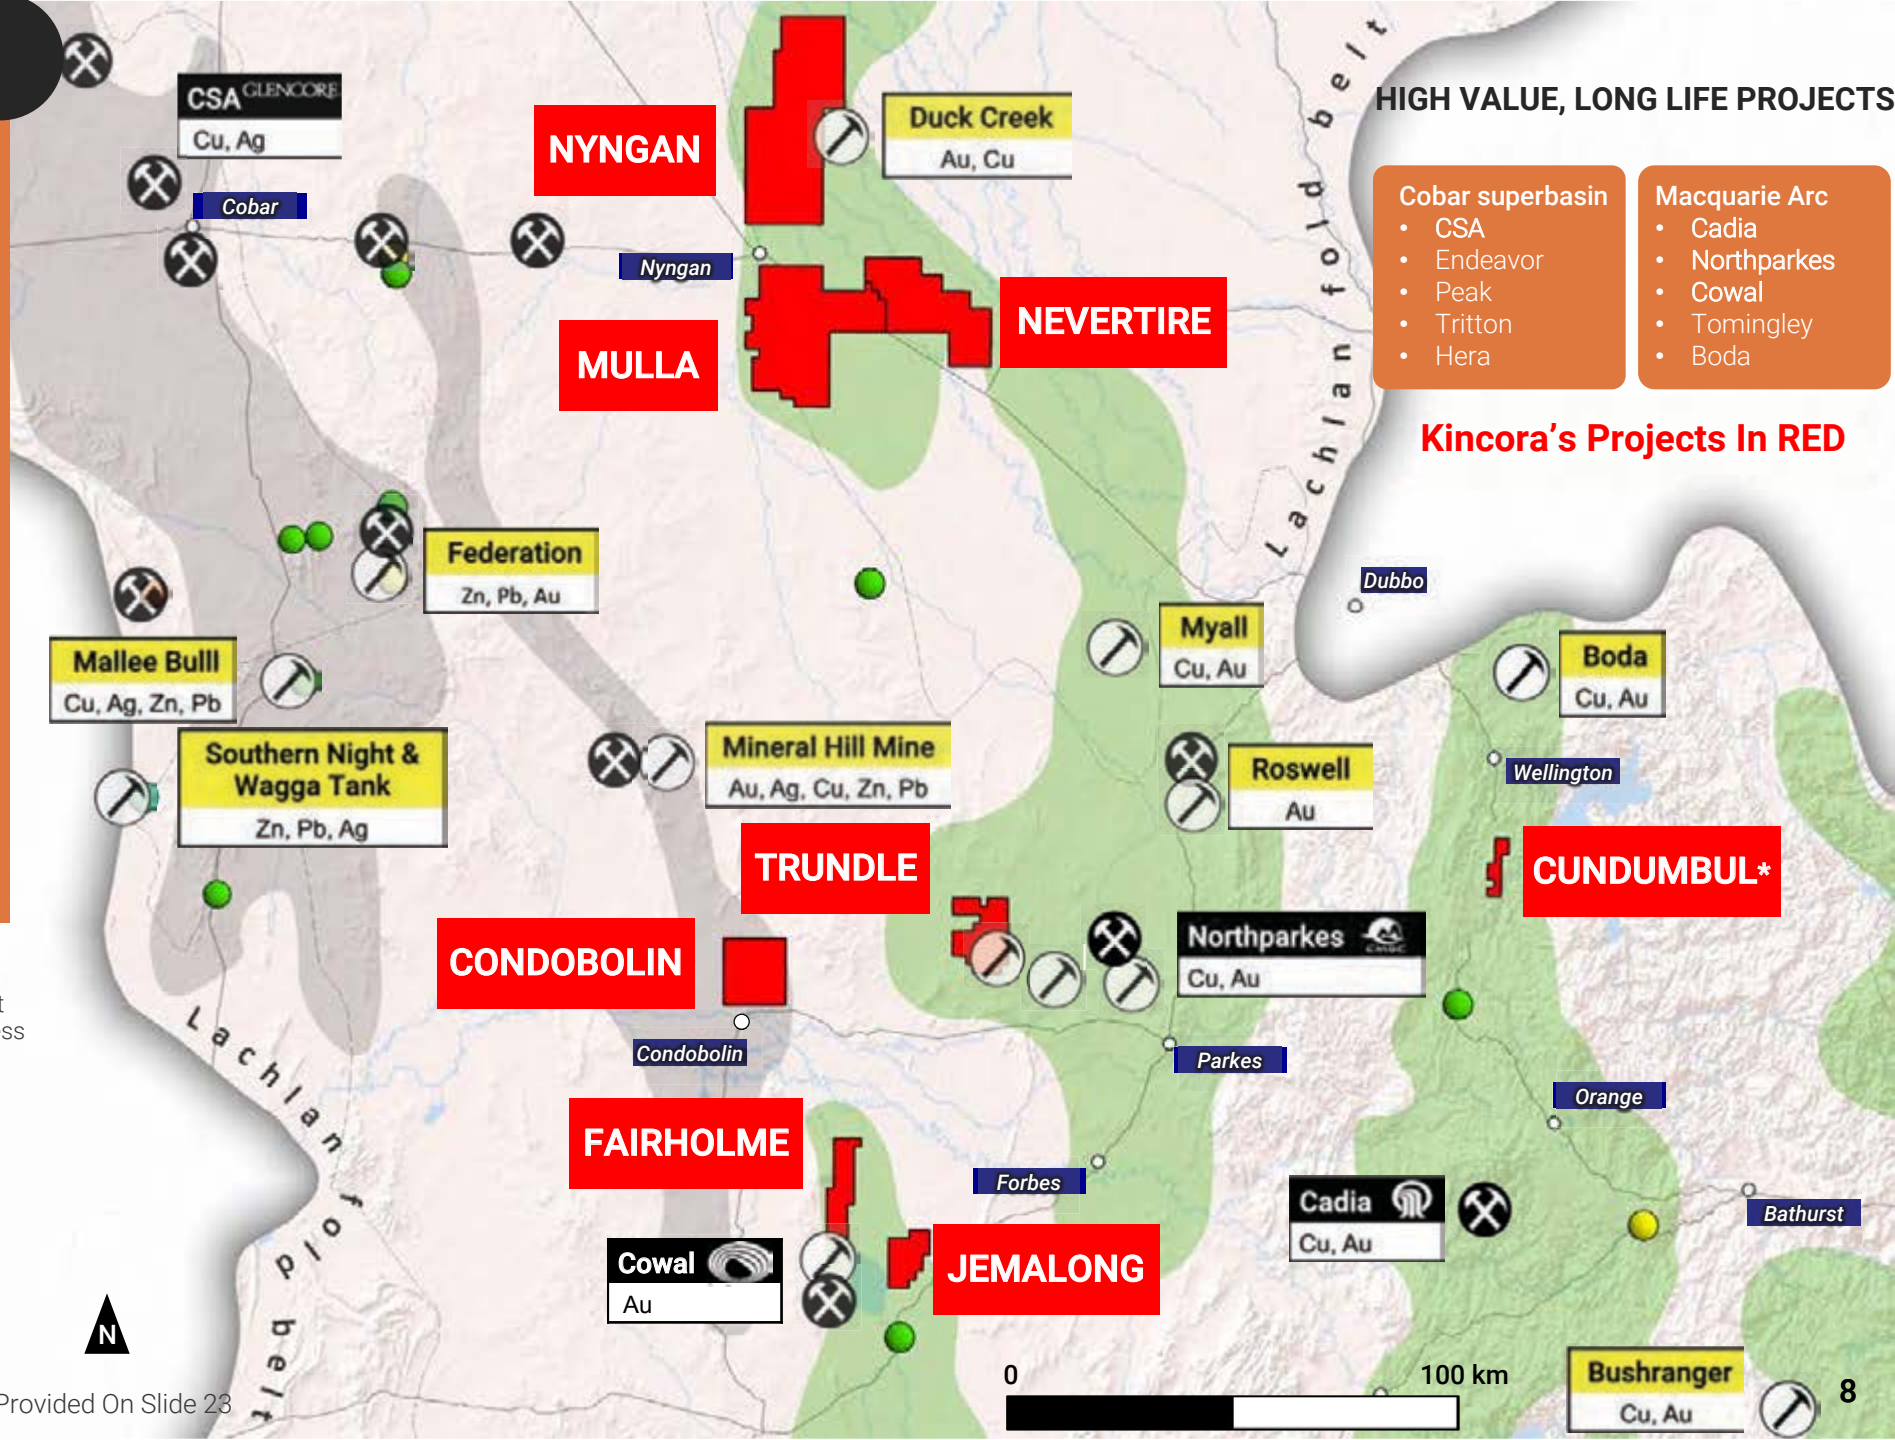 CSA GLENCORE
Cu, Ag
Cobar
NYNGAN
Duck Creek
Au, Cu
Nyngan
MULLA
NEVERTIRE
Lachlan fold belt
HIGH VALUE, LONG LIFE PROJECTS
Cobar superbasin
• CSA
• Endeavor
• Peak
• Tritton
• Hera
Macquarie Arc
• Cadia
• Northparkes
• Cowal
• Tomingley
• Boda
Kincora's Projects In RED
Federation
Zn, Pb, Au
Dubbo
Myall
Cu, Au
Boda
Cu, Au
Mallee Bulll
Cu, Ag, Zn, Pb
Southern Night &
Wagga Tank
Zn, Pb, Ag
Mineral Hill Mine
Au, Ag, Cu, Zn, Pb
Roswell
Au
Wellington
TRUNDLE
CUNDUMBUL*
CONDOBOLIN
Northparkes
Cu, Au
Condobolin
Parkes
t
ss
Lachlan fold belt
Orange
FAIRHOLME
Forbes
Cadia
Cu, Au
Bathurst
Cowal
Au
JEMALONG
N
0 100 km
Bushranger
Cu, Au
Provided On Slide 23
8